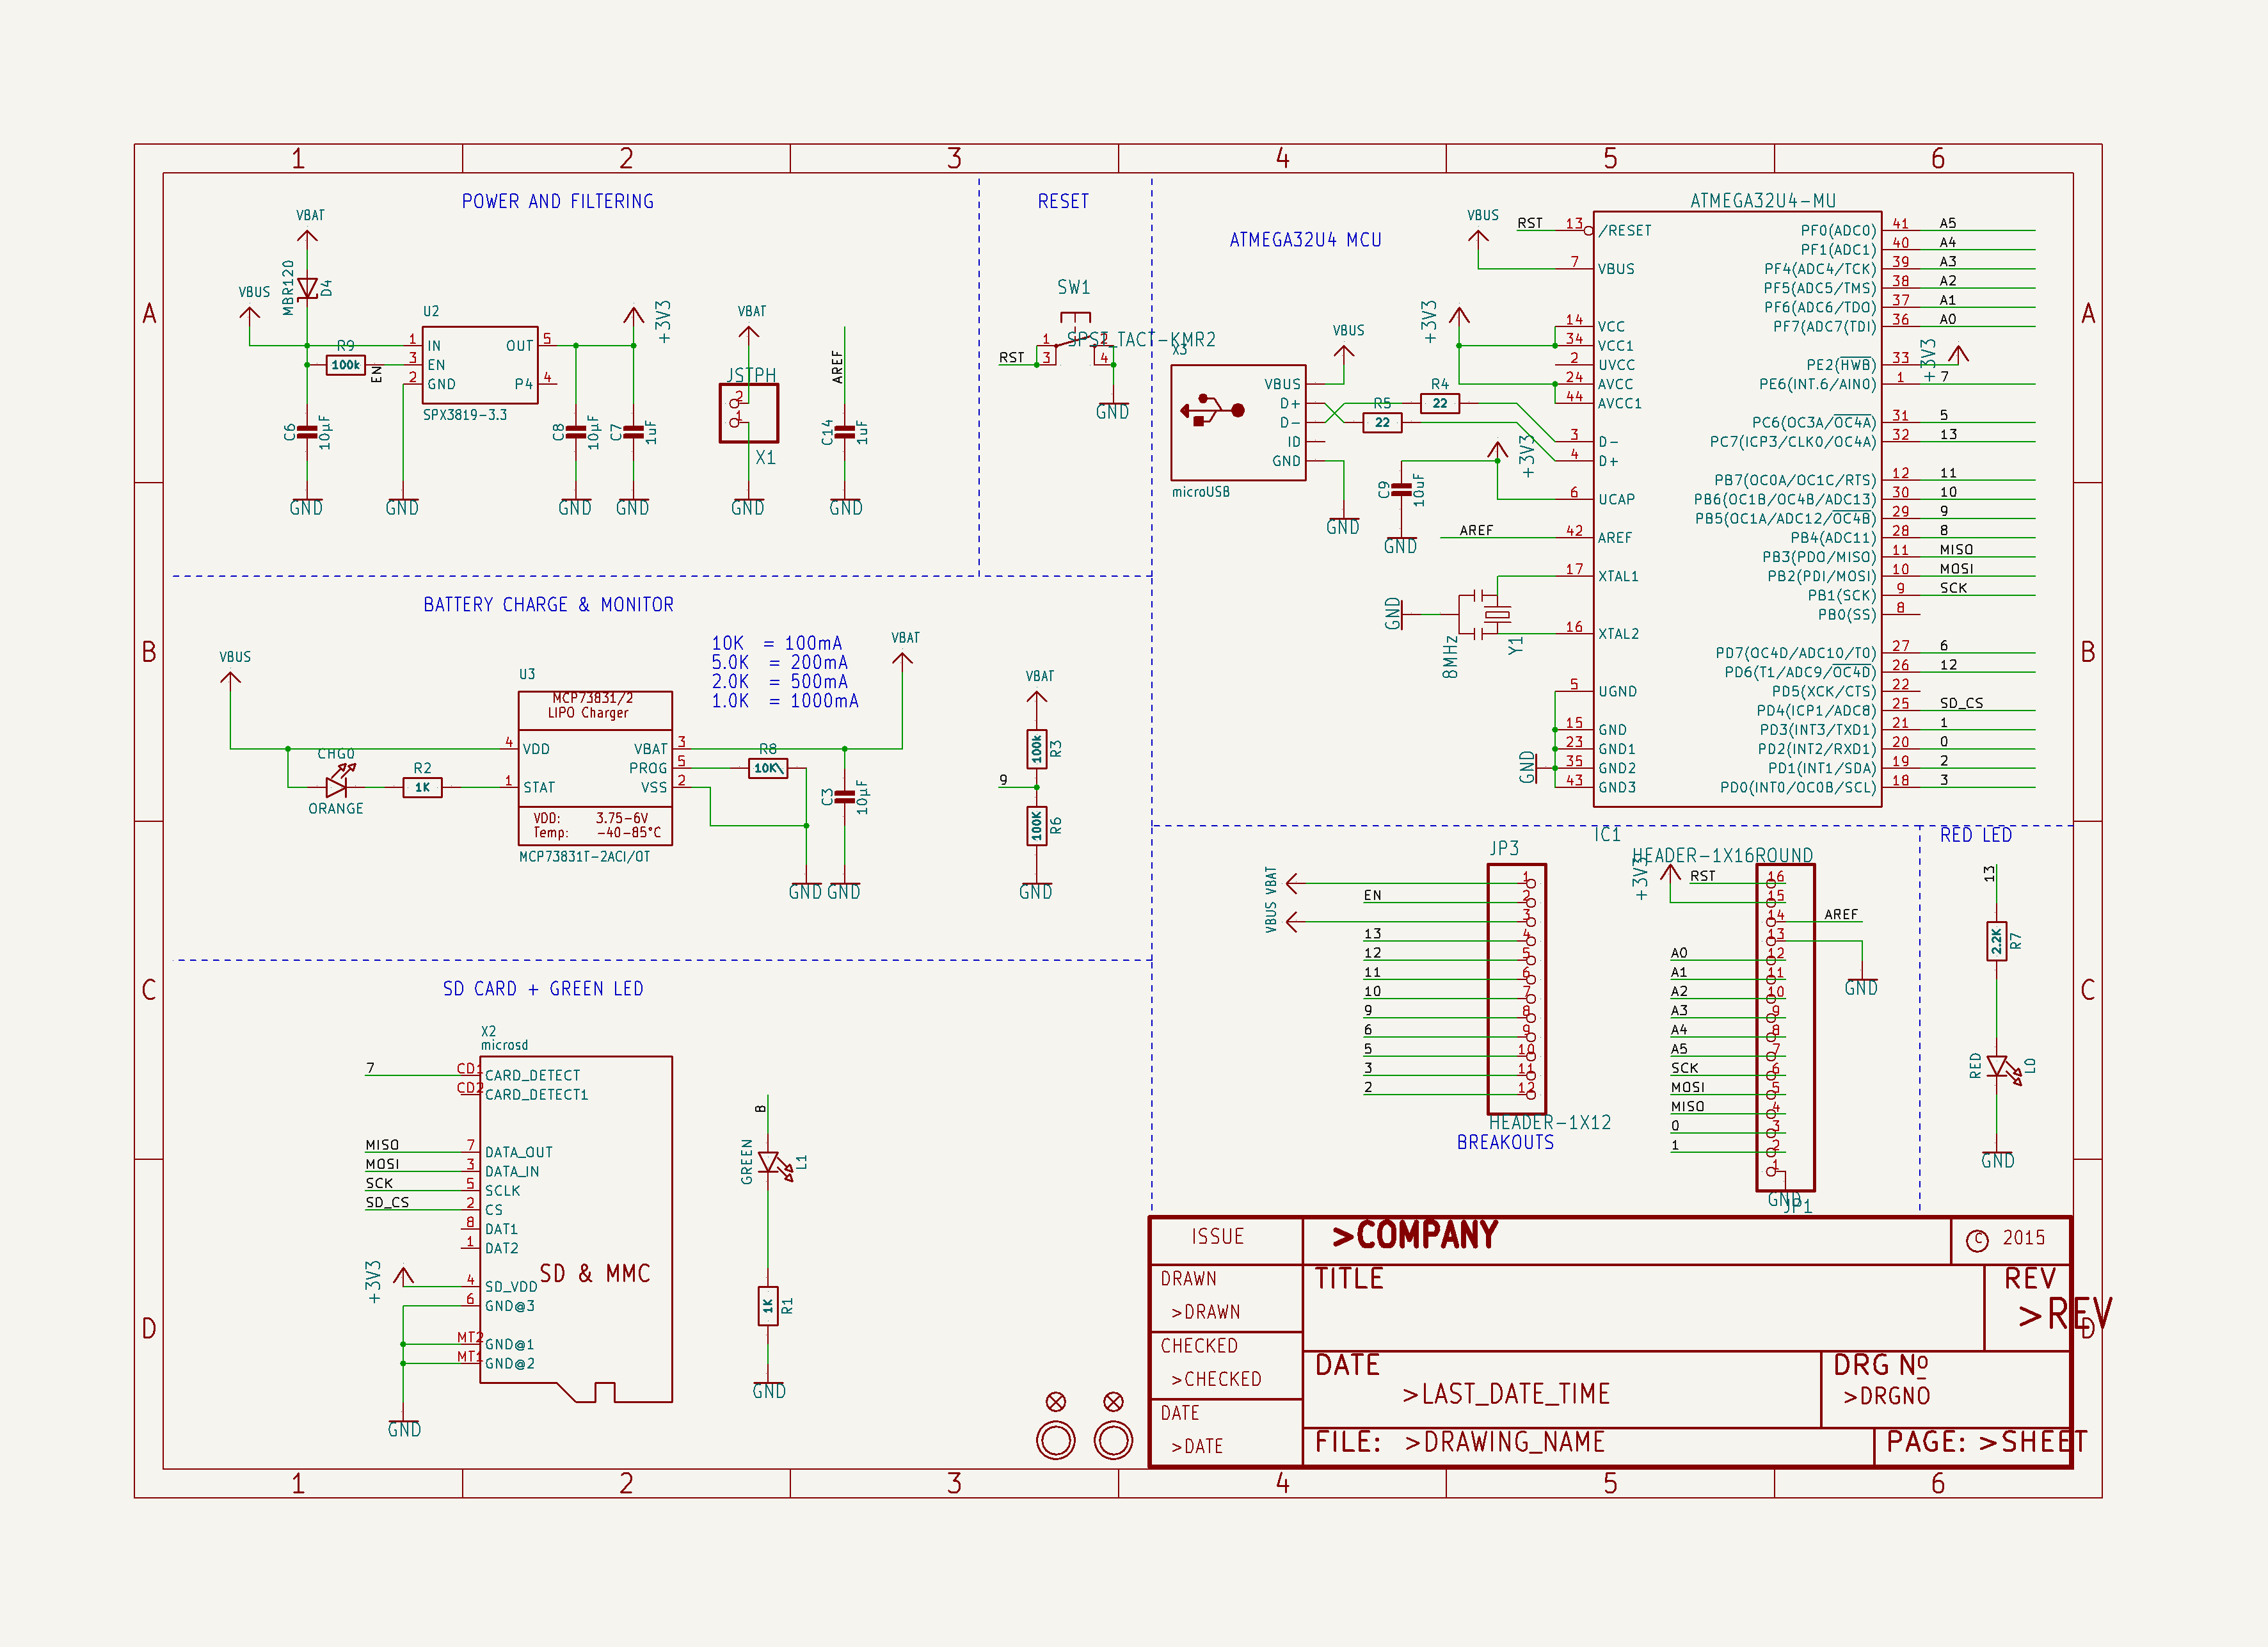 1 2 3 4 5 6
A
B
C
D
POWER AND FILTERING
VBAT
MBR120
D4
VBUS
R9
100k
EN
U2
1 IN
3 EN
2 GND
OUT 5
P4 4
SPX3819-3.3
+3V3
C6
10µF
C8
10µF
C7
1uF
GND
GND
GND
GND
VBAT
JSTPH
2
1
X1
GND
AREF
C14
1uF
GND
RESET
SW1
SPST_TACT-KMR2
RST
1
3
2
4
GND
ATMEGA32U4 MCU
X3
VBUS
D+
D-
ID
GND
microUSB
VBUS
GND
R4
22
R5
22
+3V3
+3V3
C9
10uF
GND
AREF
GND
8MHz
Y1
GND
VBUS
RST
ATMEGA32U4-MU
13 /RESET
7 VBUS
14 VCC
34 VCC1
2 UVCC
24 AVCC
44 AVCC1
3 D-
4 D+
6 UCAP
42 AREF
17 XTAL1
16 XTAL2
5 UGND
15 GND
23 GND1
35 GND2
43 GND3
PF0(ADC0) 41 A5
PF1(ADC1) 40 A4
PF4(ADC4/TCK) 39 A3
PF5(ADC5/TMS) 38 A2
PF6(ADC6/TDO) 37 A1
PF7(ADC7(TDI) 36 A0
PE2(HWB) 33 +3V3
PE6(INT.6/AIN0) 1 7
PC6(OC3A/OC4A) 31 5
PC7(ICP3/CLK0/OC4A) 32 13
PB7(OC0A/OC1C/RTS) 12 11
PB6(OC1B/OC4B/ADC13) 30 10
PB5(OC1A/ADC12/OC4B) 29 9
PB4(ADC11) 28 8
PB3(PDO/MISO) 11 MISO
PB2(PDI/MOSI) 10 MOSI
PB1(SCK) 9 SCK
PB0(SS) 8
PD7(OC4D/ADC10/T0) 27 6
PD6(T1/ADC9/OC4D) 26 12
PD5(XCK/CTS) 22
PD4(ICP1/ADC8) 25 SD_CS
PD3(INT3/TXD1) 21 1
PD2(INT2/RXD1) 20 0
PD1(INT1/SDA) 19 2
PD0(INT0/OC0B/SCL) 18 3
IC1
BATTERY CHARGE & MONITOR
10K = 100mA
5.0K = 200mA
2.0K = 500mA
1.0K = 1000mA
VBUS
CHG0
ORANGE
R2
1K
U3
MCP73831/2
LIPO Charger
4 VDD
1 STAT
VBAT 3
PROG 5
VSS 2
VDD: 3.75-6V
Temp: -40-85°C
MCP73831T-2ACI/OT
R8
10K\
C3
10µF
VBAT
GND
GND
VBAT
100k
R3
9
100K
R6
GND
SD CARD + GREEN LED
X2
microsd
7 CD1 CARD_DETECT
CD2 CARD_DETECT1
MISO 7 DATA_OUT
MOSI 3 DATA_IN
SCK 5 SCLK
SD_CS 2 CS
8 DAT1
1 DAT2
+3V3 4 SD_VDD
6 GND@3
MT2 GND@1
MT1 GND@2
SD & MMC
GND
8
GREEN
L1
1K
R1
GND
JP3
VBAT 1
EN 2
VBUS 3
13 4
12 5
11 6
10 7
9 8
6 9
5 10
3 11
2 12
HEADER-1X12
BREAKOUTS
HEADER-1X16ROUND
RST 16
+3V3 15
14 AREF
13 GND
A0 12
A1 11
A2 10
A3 9
A4 8
A5 7
SCK 6
MOSI 5
MISO 4
0 3
1 2
1
GND
JP1
RED LED
13
2.2K
R7
RED
L0
GND
ISSUE
>COMPANY
© 2015
DRAWN
>DRAWN
TITLE
REV
>REV
CHECKED
>CHECKED
DATE
>LAST_DATE_TIME
DRG Nº
>DRGNO
DATE
>DATE
FILE: >DRAWING_NAME
PAGE: >SHEET
A
B
C
D
1 2 3 4 5 6